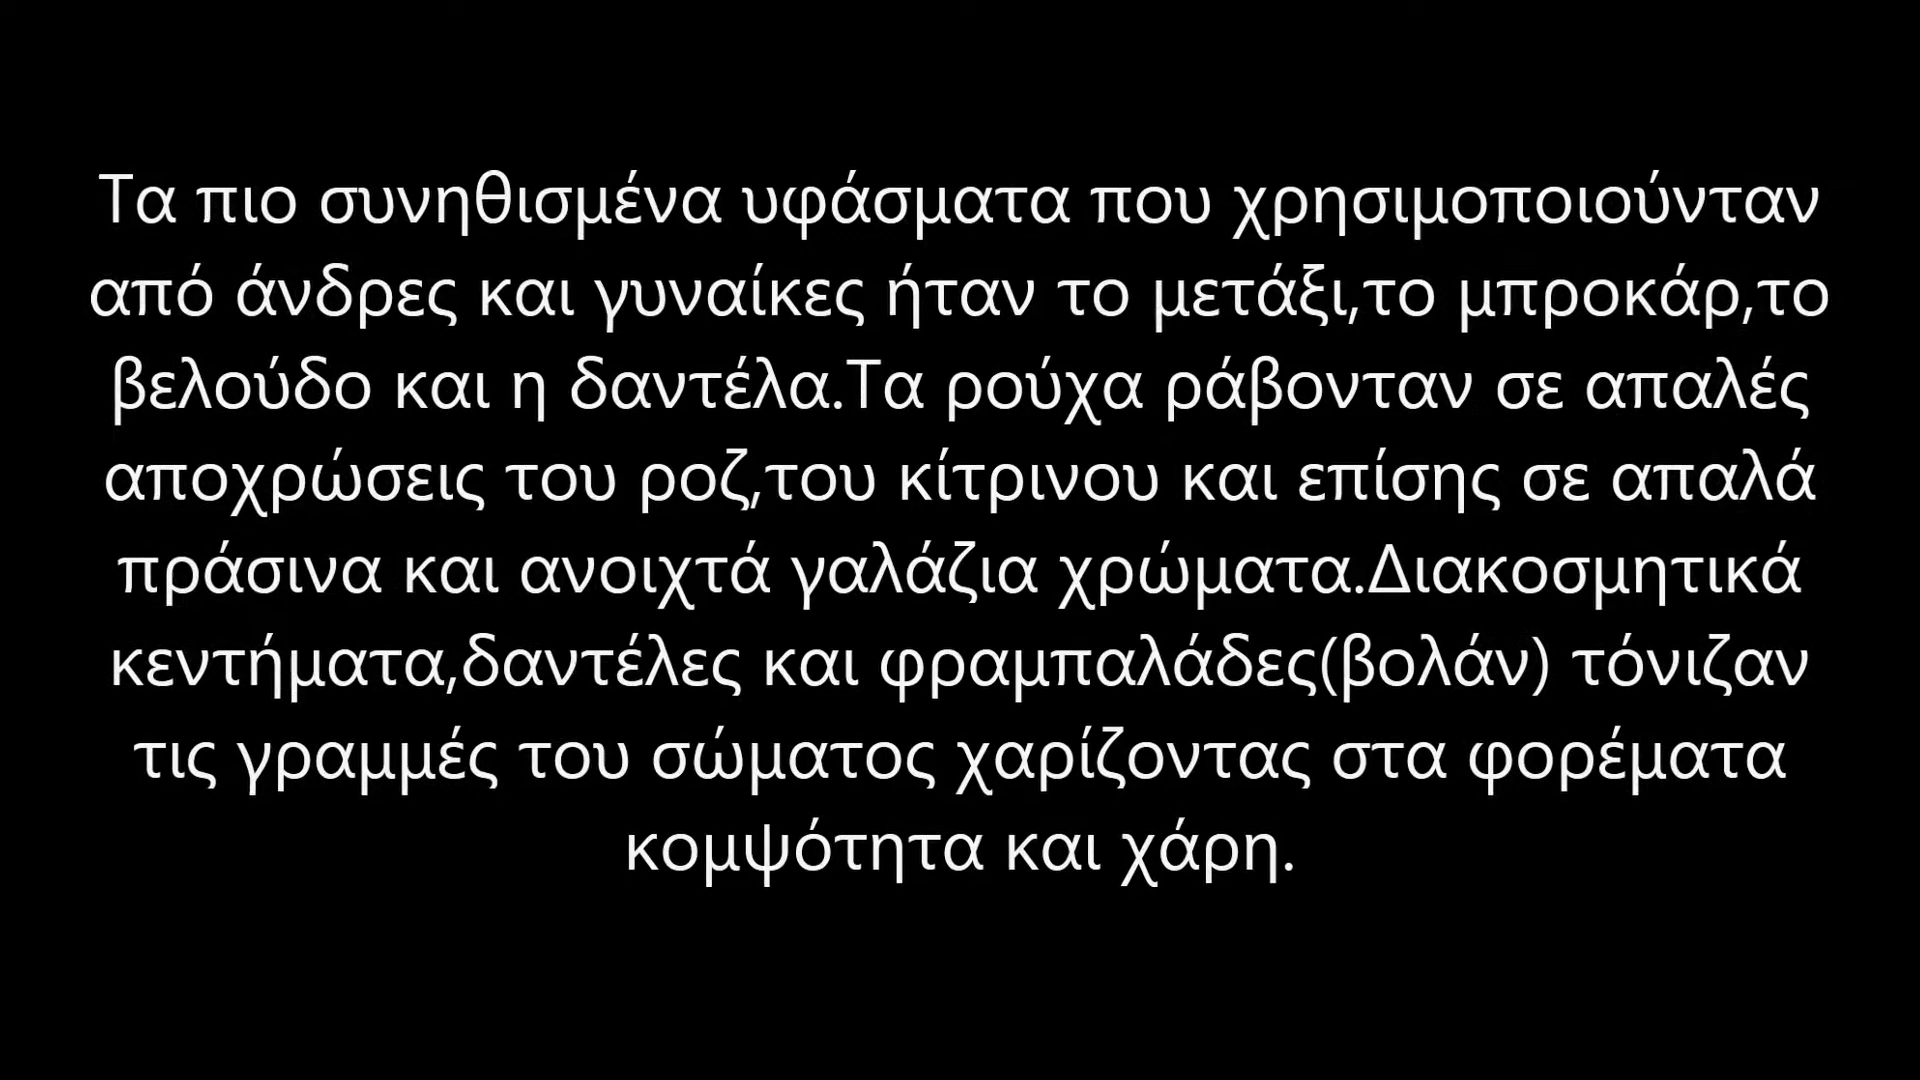 Τα πιο συνηθισμένα υφάσματα που χρησιμοποιούνταν
από άνδρες και γυναίκες ήταν το μετάξι,το μπροκάρ,το
βελούδο και η δαντέλα.Τα ρούχα ράβονταν σε απαλές
αποχρώσεις του ροζ,του κίτρινου και επίσης σε απαλά
πράσινα και ανοιχτά γαλάζια χρώματα.Διακοσμητικά
κεντήματα,δαντέλες και φραμπαλάδες(βολάν) τόνιζαν
τις γραμμές του σώματος χαρίζοντας στα φορέματα
κομψότητα και χάρη.